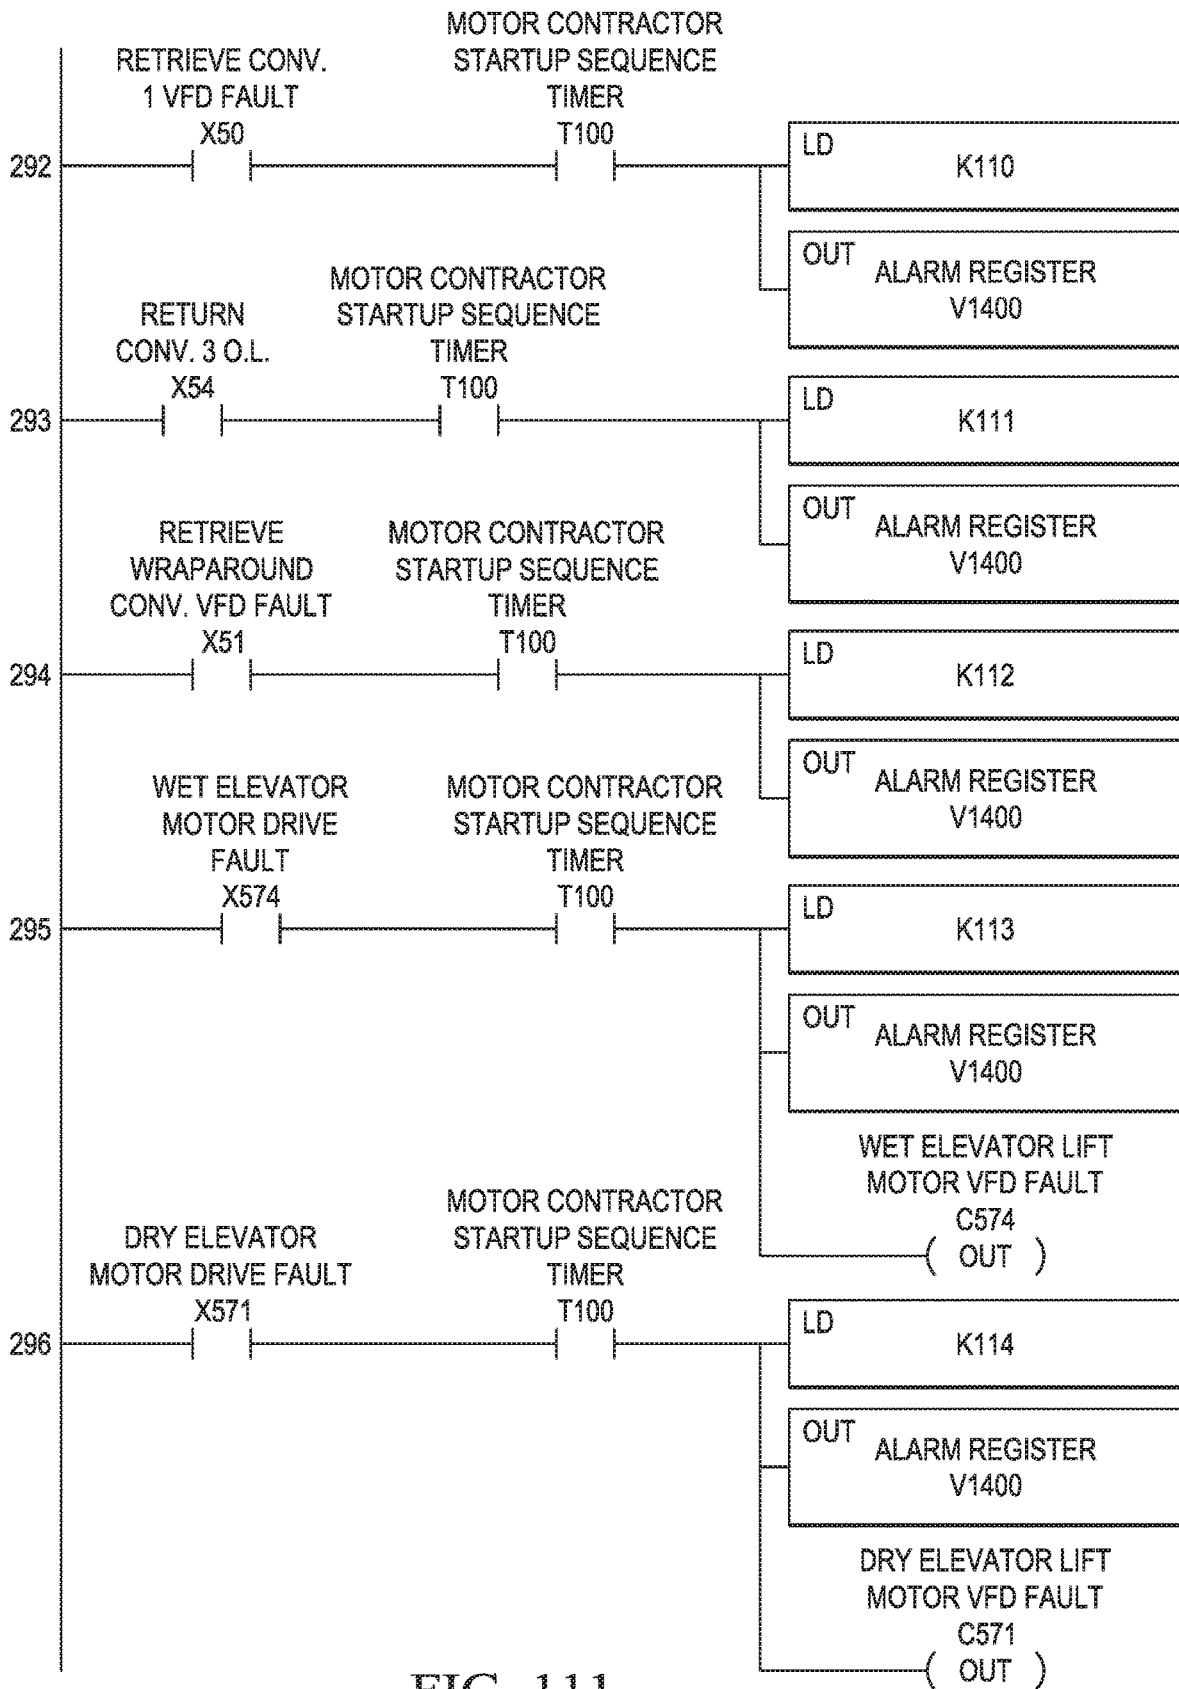 RETRIEVE CONV.
1 VFD FAULT
X50
MOTOR CONTRACTOR
STARTUP SEQUENCE
TIMER
T100
292
LD
K110
OUT
ALARM REGISTER
V1400
RETURN
CONV. 3 O.L.
X54
MOTOR CONTRACTOR
STARTUP SEQUENCE
TIMER
T100
293
LD
K111
OUT
ALARM REGISTER
V1400
RETRIEVE
WRAPAROUND
CONV. VFD FAULT
X51
MOTOR CONTRACTOR
STARTUP SEQUENCE
TIMER
T100
294
LD
K112
OUT
ALARM REGISTER
V1400
WET ELEVATOR
MOTOR DRIVE
FAULT
X574
MOTOR CONTRACTOR
STARTUP SEQUENCE
TIMER
T100
295
LD
K113
OUT
ALARM REGISTER
V1400
WET ELEVATOR LIFT
MOTOR VFD FAULT
C574
( OUT )
DRY ELEVATOR
MOTOR DRIVE FAULT
X571
MOTOR CONTRACTOR
STARTUP SEQUENCE
TIMER
T100
296
LD
K114
OUT
ALARM REGISTER
V1400
DRY ELEVATOR LIFT
MOTOR VFD FAULT
C571
( OUT )
FIG. 111